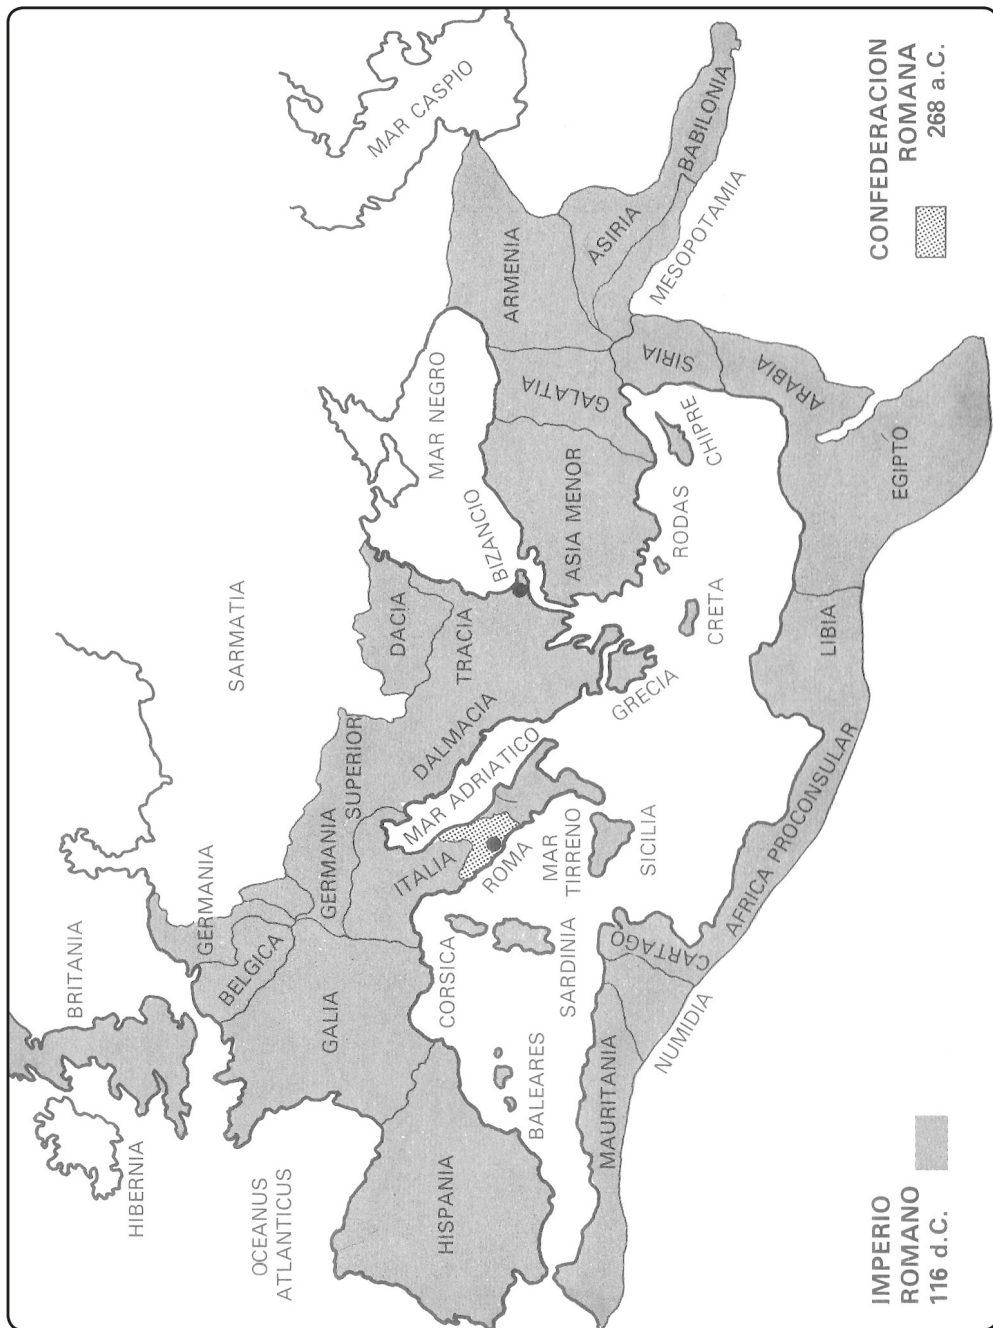 BRITANIA
HIBERNIA
OCEANUS
ATLANTICUS
GERMANIA
BELGICA
GALIA
HISPANIA
GERMANIA
SUPERIOR
SARMATIA
DACIA
TRACIA
DALMACIA
MAR ADRIATICO
ITALIA
ROMA
MAR
TIRRENO
CORSICA
SARDINIA
SICILIA
BALEARES
GRECIA
CRETA
RODAS
CHIPRE
BIZANCIO
MAR NEGRO
MAR CASPIO
ASIA MENOR
GALATIA
ARMENIA
ASIRIA
BABILONIA
MESOPOTAMIA
SIRIA
ARABIA
EGIPTO
LIBIA
AFRICA PROCONSULAR
CARTAGO
NUMIDIA
MAURITANIA
IMPERIO
ROMANO
116 d.C.
CONFEDERACION
ROMANA
268 a.C.